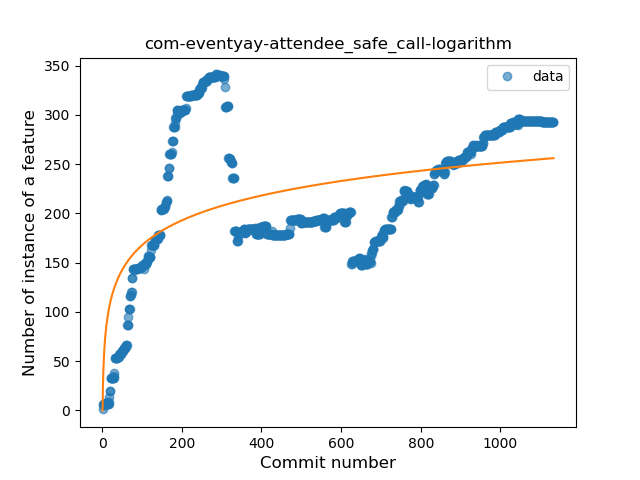 com-eventyay-attendee_safe_call-logarithm
data
Number of instance of a feature
350
300
250
200
150
100
50
0
0 200 400 600 800 1000
Commit number